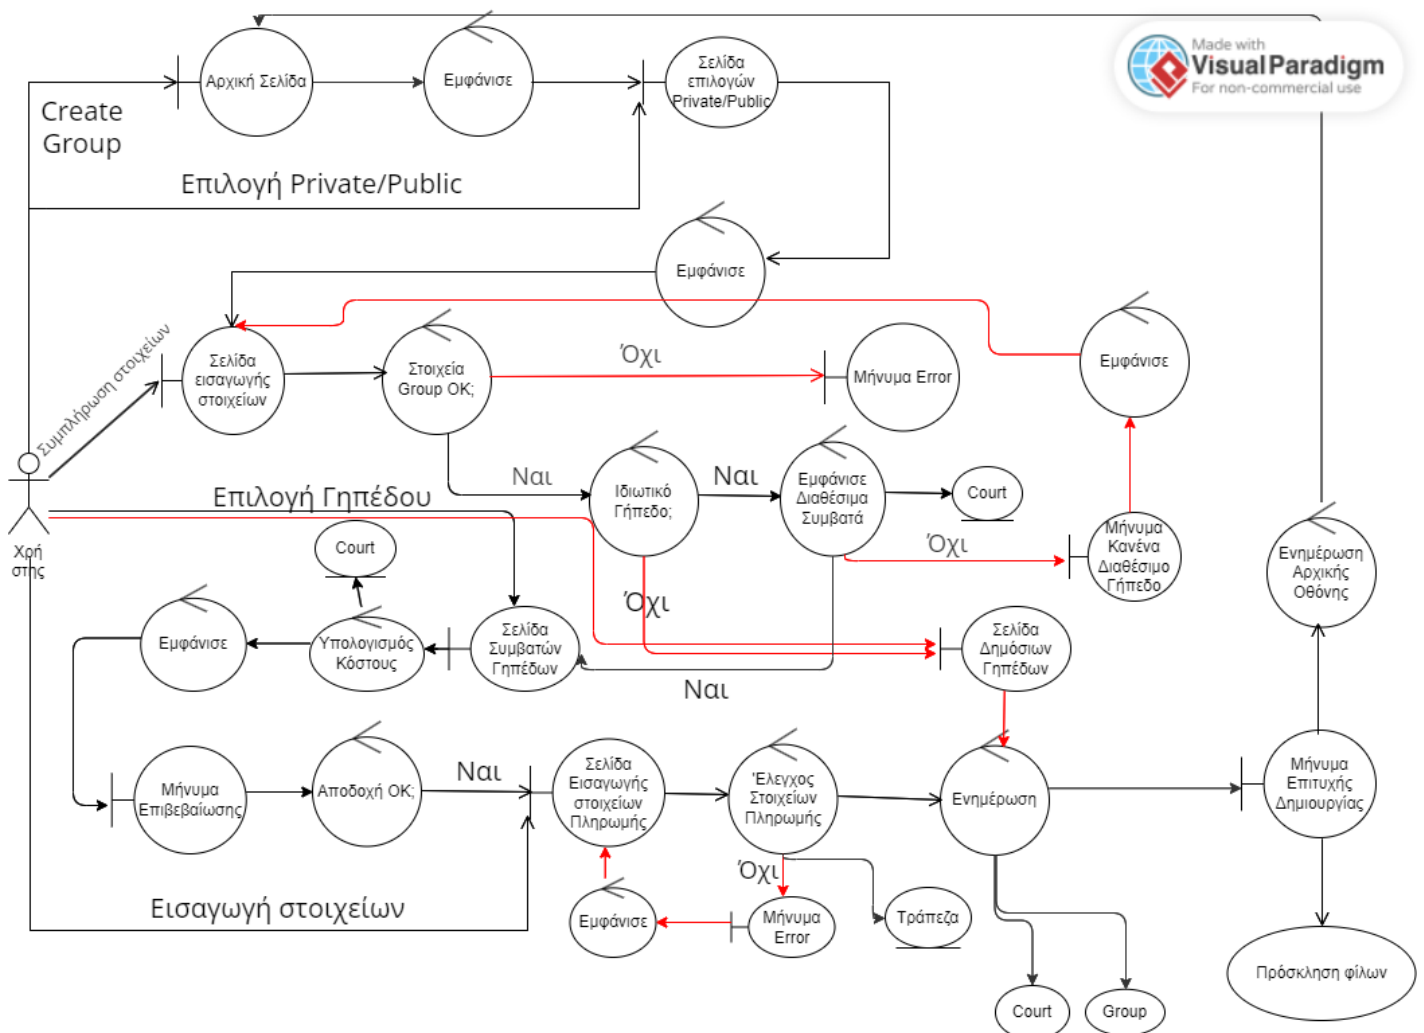 Made with
Visual Paradigm
For non-commercial use
Αρχική Σελίδα
Εμφάνισε
Σελίδα
επιλογών
Private/Public
Create
Group
Επιλογή Private/Public
Εμφάνισε
Συμπλήρωση στοιχείων
Σελίδα
εισαγωγής
στοιχείων
Στοιχεία
Group OK;
Όχι
Μήνυμα Error
Εμφάνισε
Ναι
Ιδιωτικό
Γήπεδο;
Ναι
Εμφάνισε
Διαθέσιμα
Συμβατά
Court
Όχι
Μήνυμα
Κανένα
Διαθέσιμο
Γήπεδο
Ενημέρωση
Αρχικής
Οθόνης
Επιλογή Γηπέδου
Χρή
στης
Court
Όχι
Εμφάνισε
Υπολογισμός
Κόστους
Σελίδα
Συμβατών
Γηπέδων
Σελίδα
Δημόσιων
Γηπέδων
Ναι
Μήνυμα
Επιβεβαίωσης
Αποδοχή OK;
Ναι
Σελίδα
Εισαγωγής
στοιχείων
Πληρωμής
Έλεγχος
Στοιχείων
Πληρωμής
Ενημέρωση
Μήνυμα
Επιτυχής
Δημιουργίας
Όχι
Εισαγωγή στοιχείων
Εμφάνισε
Μήνυμα
Error
Τράπεζα
Πρόσκληση φίλων
Court
Group